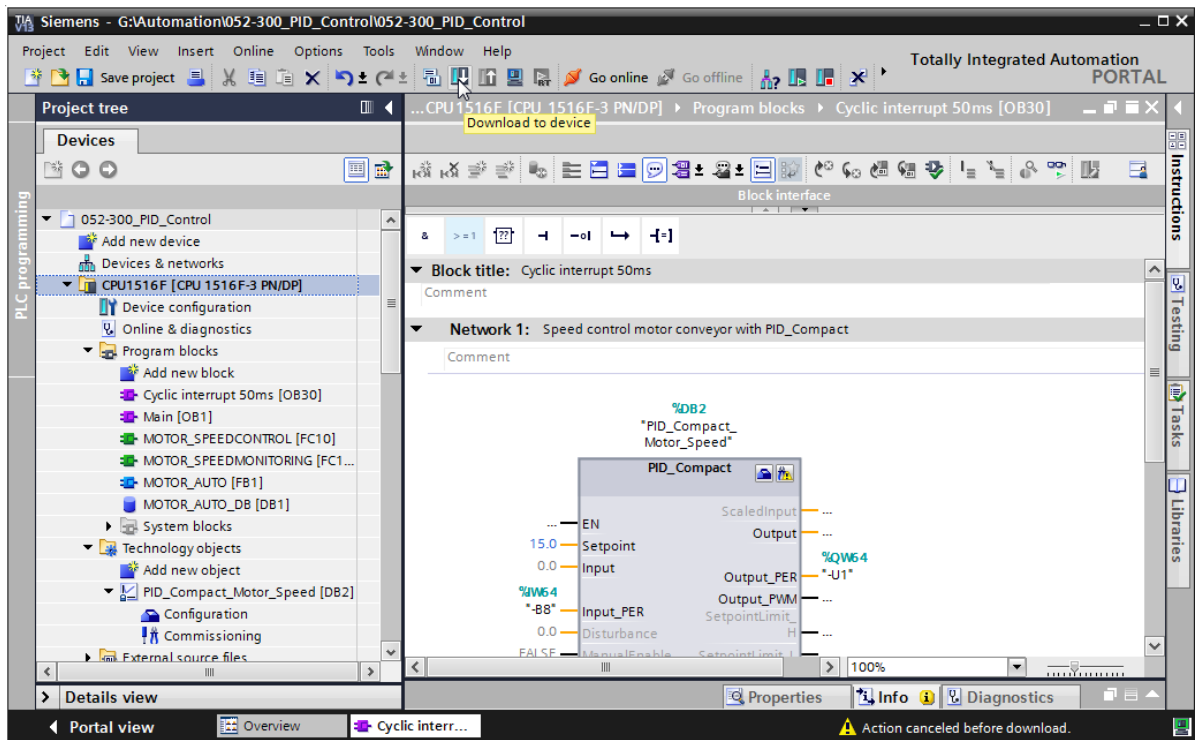 TIA V13 Siemens - G:\Automation\052-300_PID_Control\052-300_PID_Control
Project Edit View Insert Online Options Tools Window Help
Totally Integrated Automation
PORTAL
Save project Go online Go offline
Project tree
...CPU1516F [CPU 1516F-3 PN/DP] Program blocks Cyclic interrupt 50ms [OB30]
Download to device
Devices
Block interface
PLC programming
052-300_PID_Control
Add new device
Devices & networks
CPU1516F [CPU 1516F-3 PN/DP]
Device configuration
Online & diagnostics
Program blocks
Add new block
Cyclic interrupt 50ms [OB30]
Main [OB1]
MOTOR_SPEEDCONTROL [FC10]
MOTOR_SPEEDMONITORING [FC1...
MOTOR_AUTO [FB1]
MOTOR_AUTO_DB [DB1]
System blocks
Technology objects
Add new object
PID_Compact_Motor_Speed [DB2]
Configuration
Commissioning
External source files
Details view
& >=1 ??
Block title: Cyclic interrupt 50ms
Comment
Network 1: Speed control motor conveyor with PID_Compact
Comment
%DB2
"PID_Compact_
Motor_Speed"
PID_Compact
ScaledInput ...
... EN
Output ...
15.0 Setpoint
0.0 Input
%QW64
Output_PER "-U1"
%IW64
Output_PWM ...
"-B8" Input_PER
SetpointLimit_
H ...
0.0 Disturbance
FALSE ManualEnable SetpointLimit_L
100%
Instructions
Testing
Tasks
Libraries
Properties Info Diagnostics
Portal view Overview Cyclic interr...
Action canceled before download.